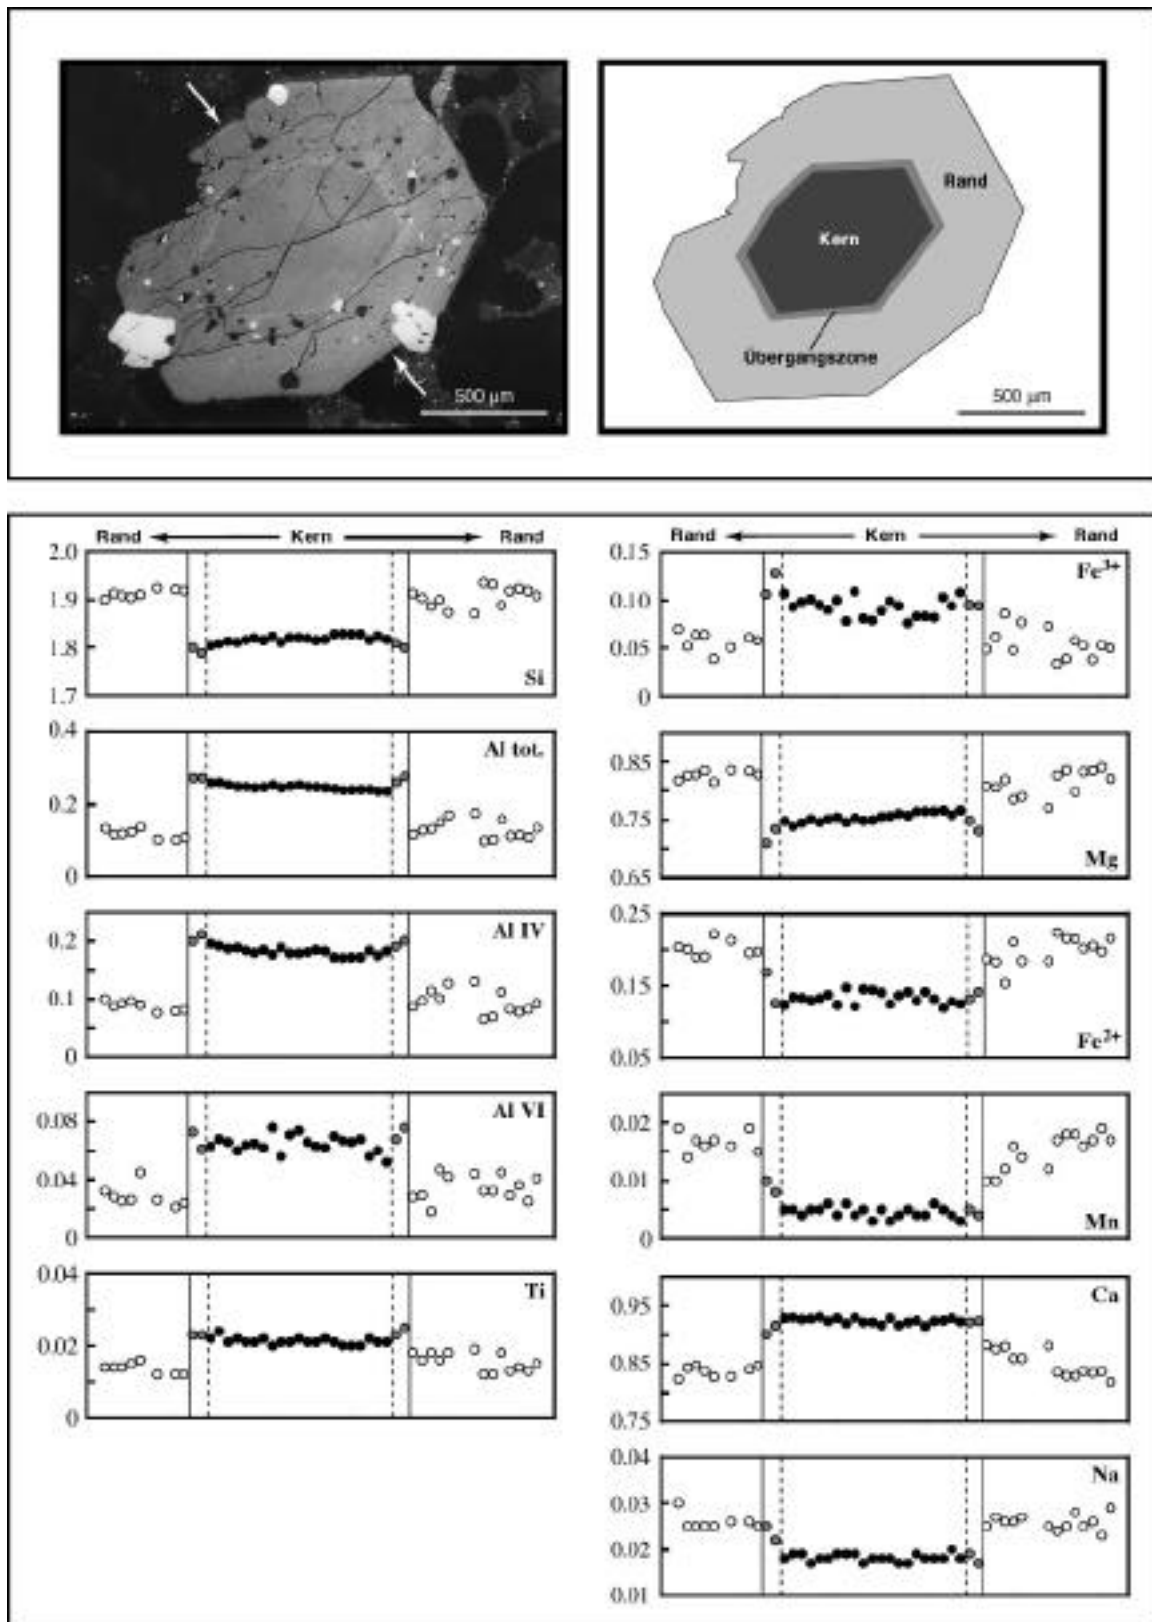 Rand
Kern
Übergangszone
500 µm
500 µm
Rand Kern Rand
2.0
1.9
1.8
1.7
Si
0.4
0.2
0
Al tot.
0.2
0.1
0
Al IV
0.08
0.04
0
Al VI
0.04
0.02
0
Ti
Rand Kern Rand
0.15
0.10
0.05
0
Fe³⁺
0.85
0.75
0.65
Mg
0.25
0.15
0.05
Fe²⁺
0.02
0.01
0
Mn
0.95
0.85
0.75
Ca
0.04
0.03
0.02
0.01
Na